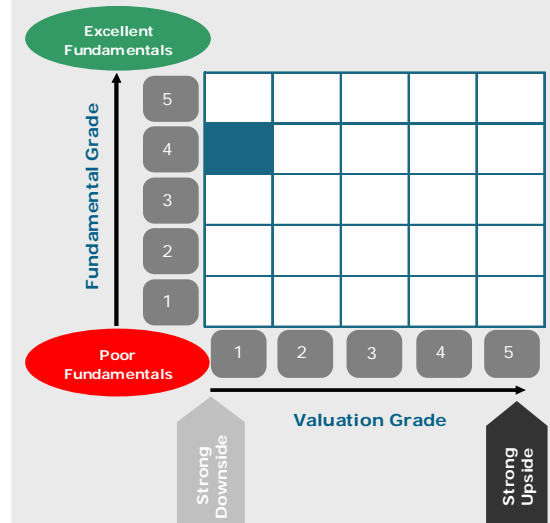 Excellent
Fundamentals
Fundamental Grade
5
4
3
2
1
Poor
Fundamentals
1
2
3
4
5
Valuation Grade
Strong
Downside
Strong
Upside